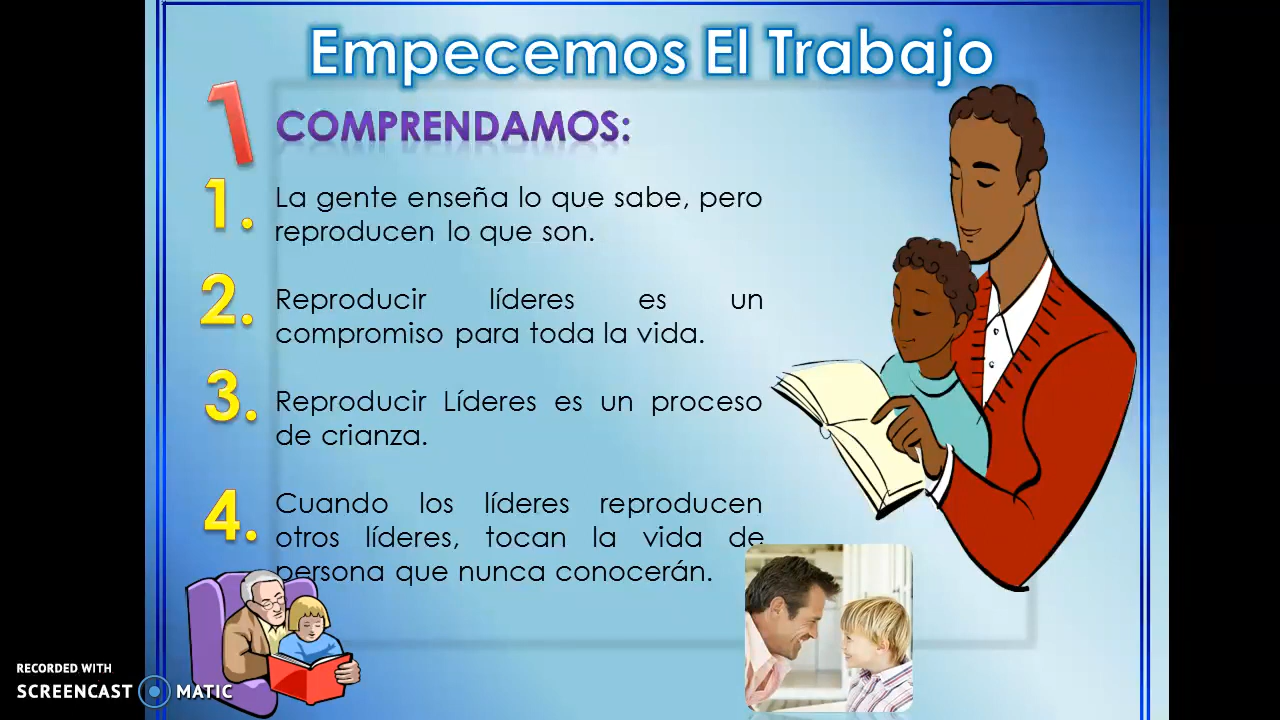 Empecemos El Trabajo
1 COMPRENDAMOS:
1. La gente enseña lo que sabe, pero
reproducen lo que son.
2. Reproducir líderes es un
compromiso para toda la vida.
3. Reproducir Líderes es un proceso
de crianza.
4. Cuando los líderes reproducen
otros líderes, tocan la vida de
persona que nunca conocerán.
RECORDED WITH
SCREENCAST MATIC